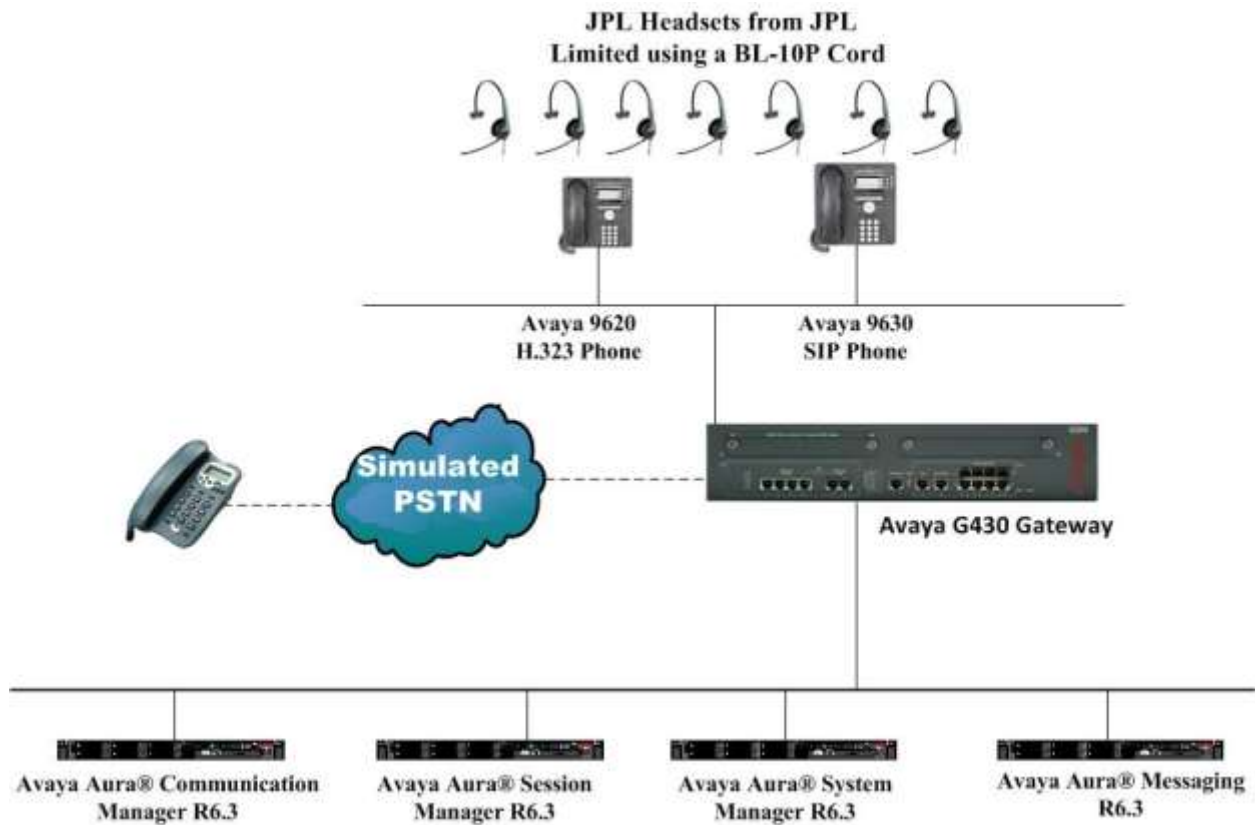 JPL Headsets from JPL
Limited using a BL-10P Cord
Avaya 9620
H.323 Phone
Avaya 9630
SIP Phone
Simulated
PSTN
Avaya G430 Gateway
Avaya Aura® Communication
Manager R6.3
Avaya Aura® Session
Manager R6.3
Avaya Aura® System
Manager R6.3
Avaya Aura® Messaging
R6.3